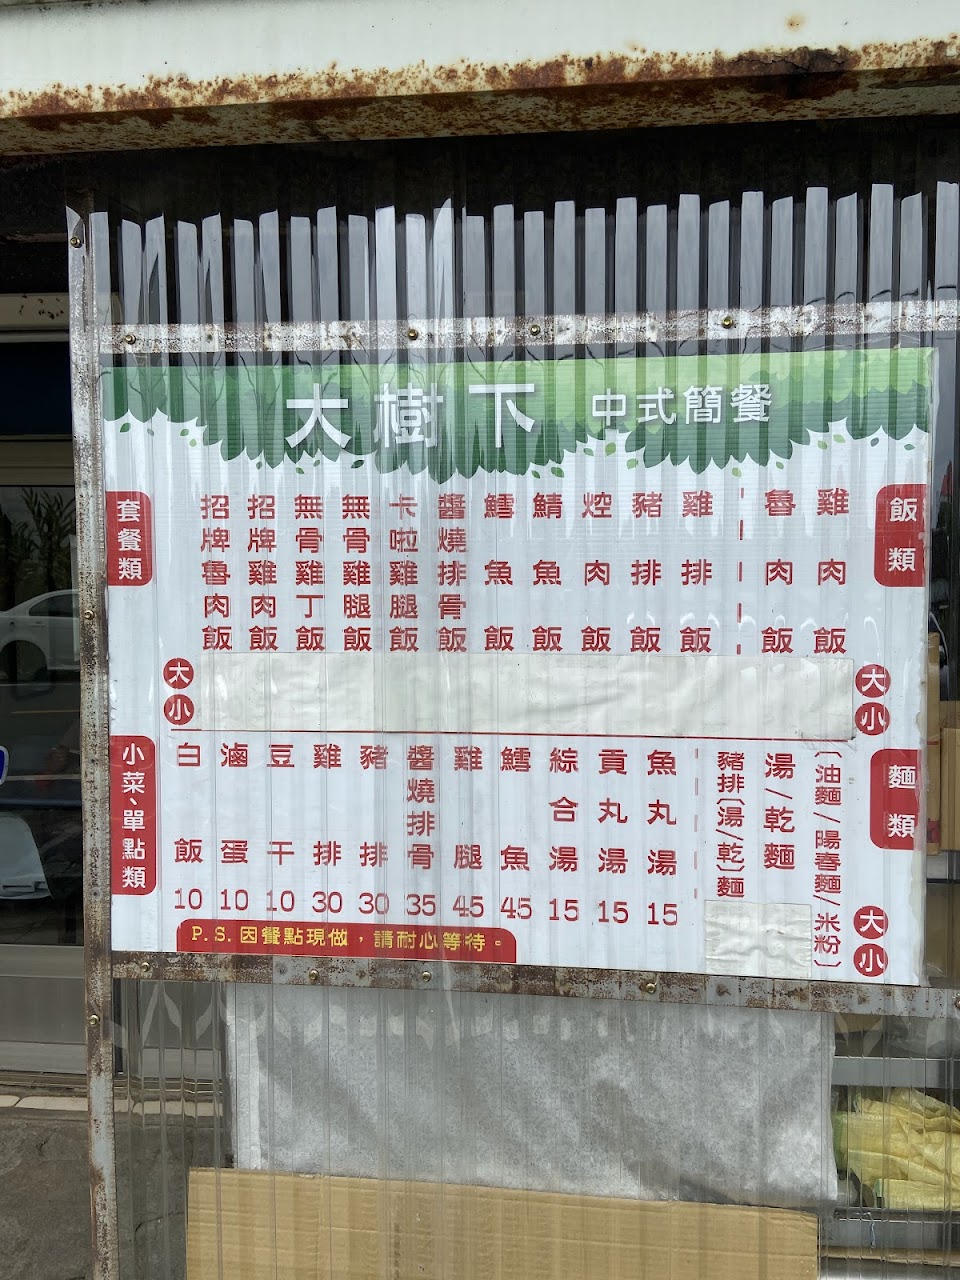 大樹下 中式簡餐
飯類
雞肉飯
魯肉飯
雞排飯
豬排飯
焢肉飯
鯖魚飯
鱈魚飯
醬燒排骨飯
卡啦雞腿飯
無骨雞腿飯
無骨雞丁飯
招牌雞肉飯
招牌魯肉飯
套餐類
大
小
大
小
麵類
(油麵/陽春麵/米粉)
湯/乾麵
豬排(湯/乾)麵
大
小
魚丸湯 15
貢丸湯 15
綜合湯 15
鱈魚 45
雞腿 45
醬燒排骨 35
豬排 30
雞排 30
豆干 10
滷蛋 10
白飯 10
小菜、單點類
P.S.因餐點現做，請耐心等待。